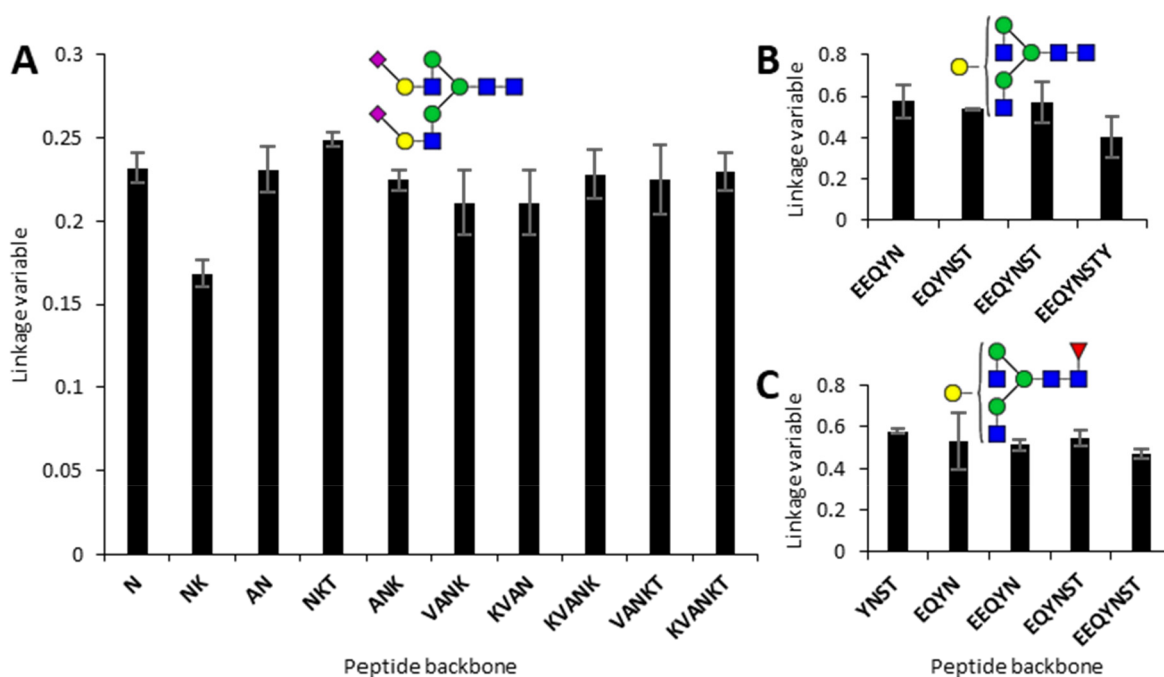 A
Linkage variable
0.3
0.25
0.2
0.15
0.1
0.05
0
N
NK
AN
NKT
ANK
VANK
KVAN
KVANK
VANKT
KVANKT
Peptide backbone
B
Linkage variable
0.8
0.6
0.4
0.2
0
EEQYN
EQYNST
EEQYNST
EEQYNSTY
C
Linkage variable
0.8
0.6
0.4
0.2
0
YNST
EQYN
EEQYN
EQYNST
EEQYNST
Peptide backbone